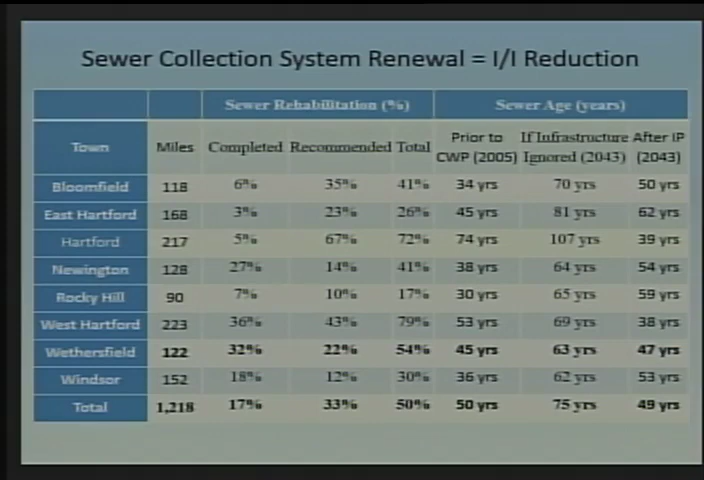 Sewer Collection System Renewal = I/I Reduction
Sewer Rehabilitation (%) Sewer Age (years)
Town Miles Completed Recommended Total Prior to CWP (2005) If Infrastructure Ignored (2043) After IP (2043)
Bloomfield 118 6% 35% 41% 34 yrs 70 yrs 50 yrs
East Hartford 168 3% 23% 26% 45 yrs 81 yrs 62 yrs
Hartford 217 5% 67% 72% 74 yrs 107 yrs 39 yrs
Newington 128 27% 14% 41% 38 yrs 64 yrs 54 yrs
Rocky Hill 90 7% 10% 17% 30 yrs 65 yrs 59 yrs
West Hartford 223 36% 43% 79% 53 yrs 69 yrs 38 yrs
Wethersfield 122 32% 22% 54% 45 yrs 63 yrs 47 yrs
Windsor 152 18% 12% 30% 36 yrs 62 yrs 53 yrs
Total 1,218 17% 33% 50% 50 yrs 75 yrs 49 yrs